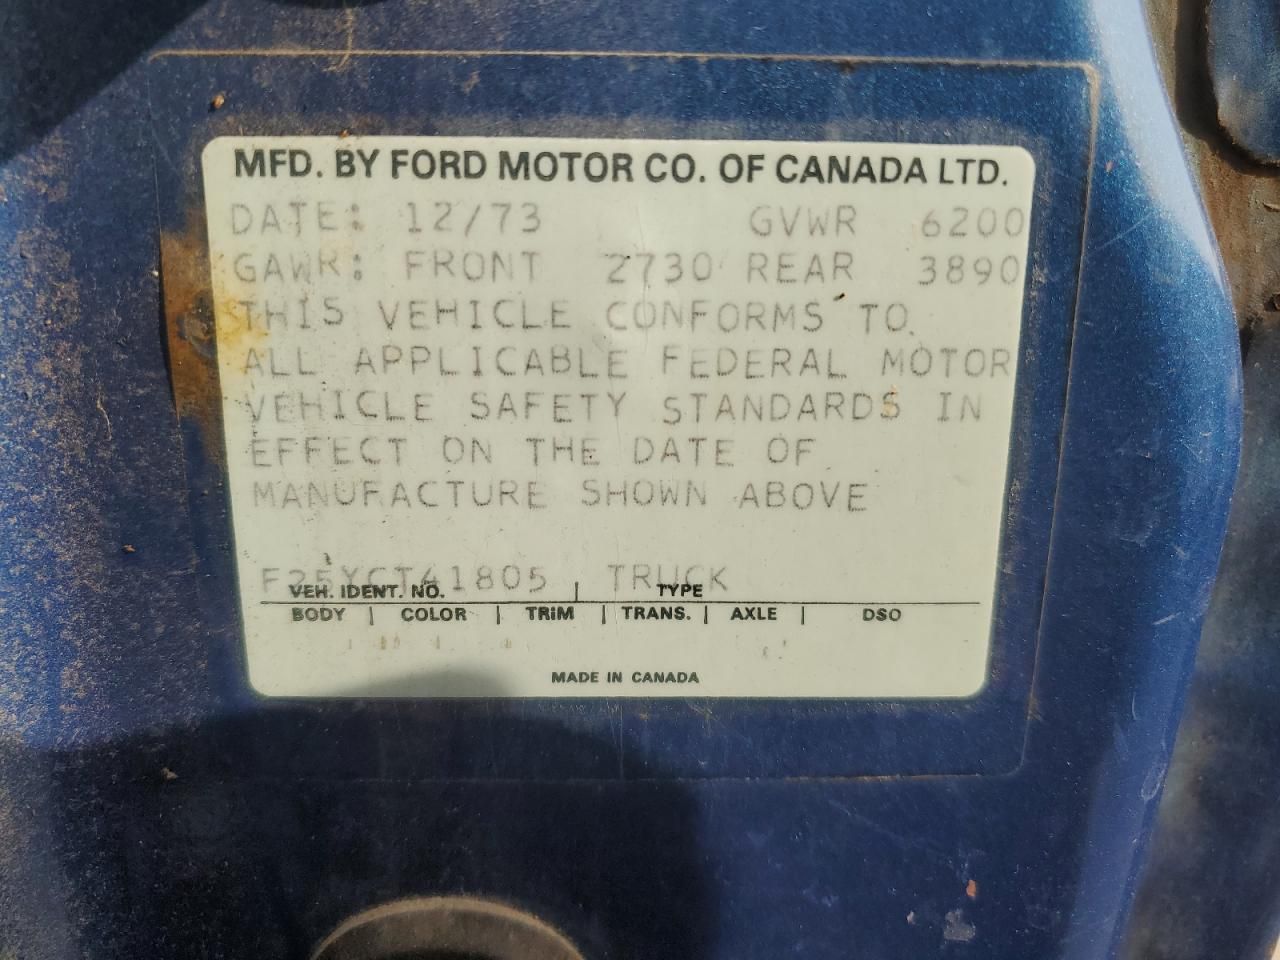 MFD. BY FORD MOTOR CO. OF CANADA LTD.
DATE: 12/73 GVWR 6200
GAWR: FRONT 2730 REAR 3890
THIS VEHICLE CONFORMS TO
ALL APPLICABLE FEDERAL MOTOR
VEHICLE SAFETY STANDARDS IN
EFFECT ON THE DATE OF
MANUFACTURE SHOWN ABOVE
TRUCK
VEH. IDENT. NO. | TYPE
BODY | COLOR | TRIM | TRANS. | AXLE | DSO
MADE IN CANADA